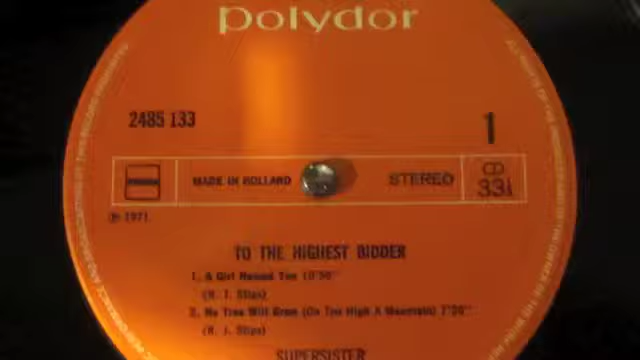 polydor
2485 133
1
MADE IN HOLLAND
STEREO
33⅓
℗ 1971
TO THE HIGHEST BIDDER
1. A Girl Named You 10'50''
(R. J. Stips)
2. No Tree Will Grow (On Too High A Mountain) 7'50''
(R. J. Stips)
SUPERSISTER